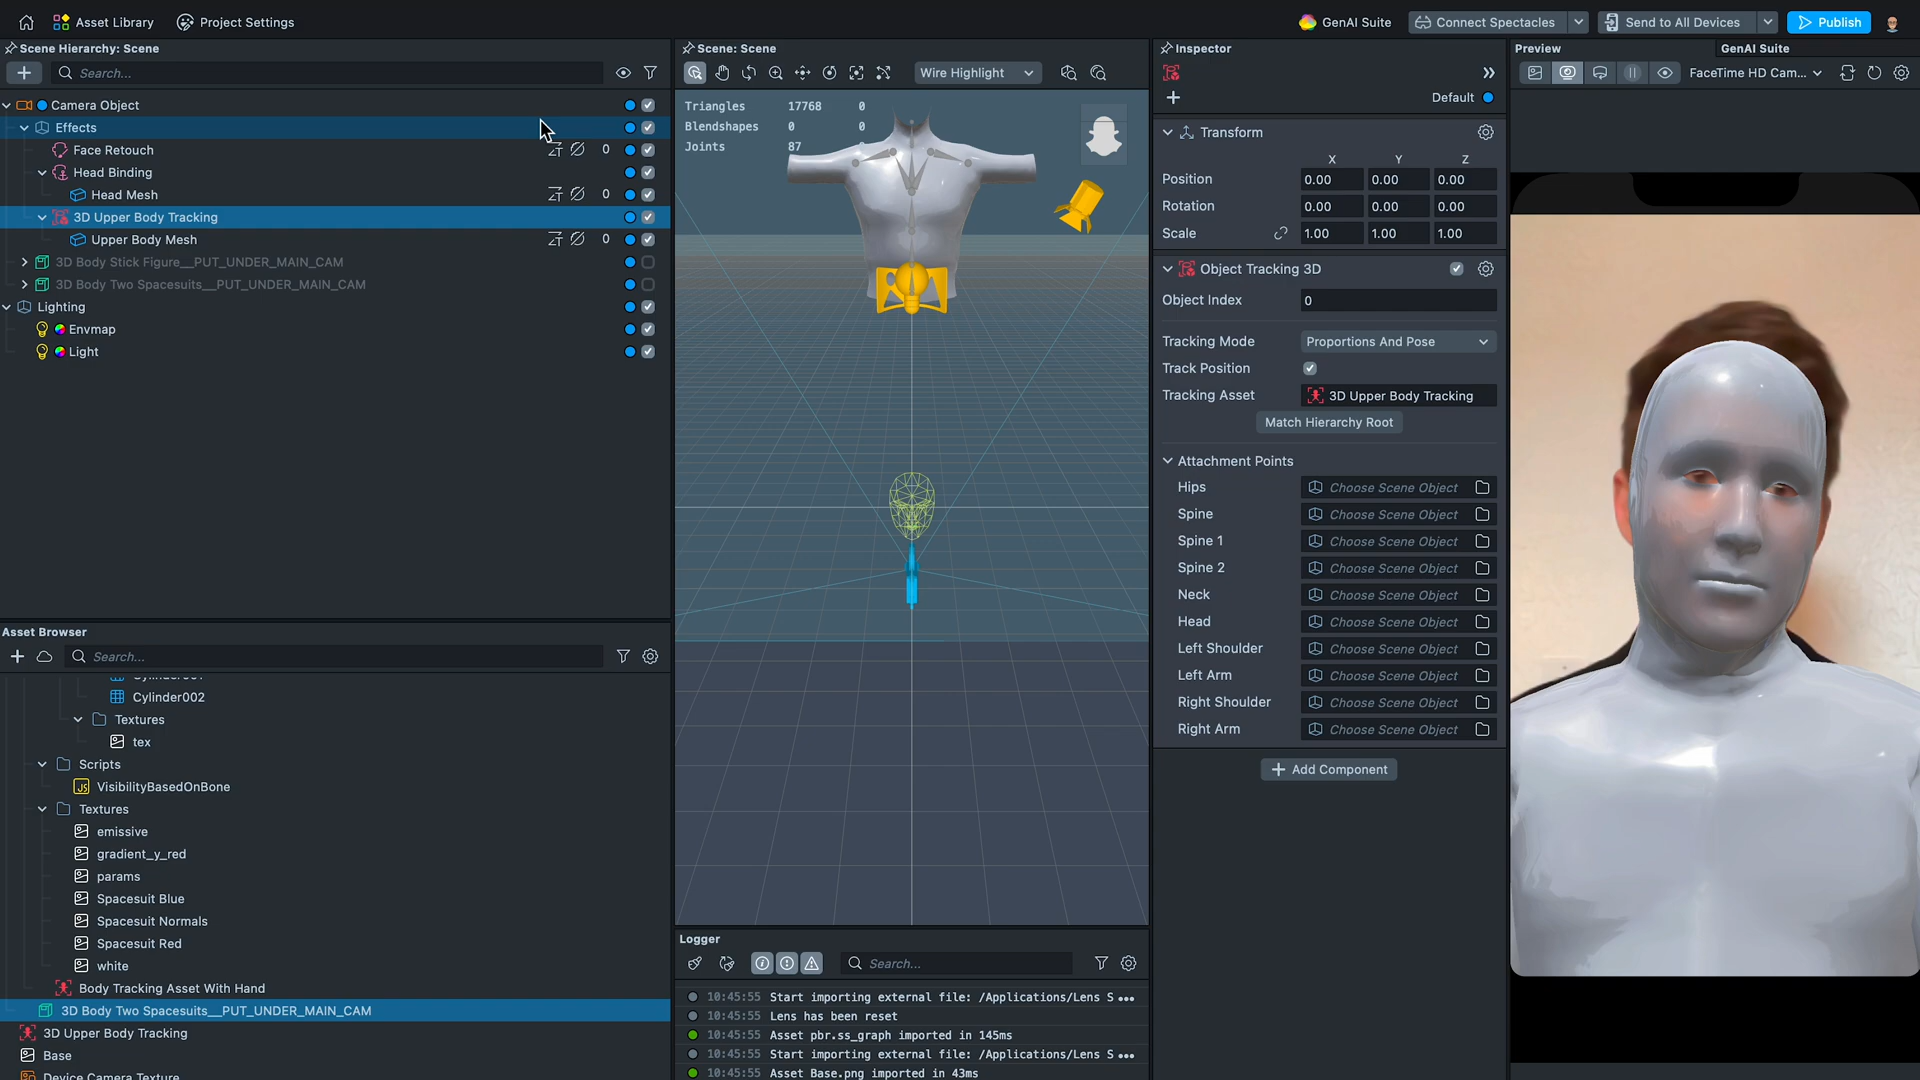 Asset Library
Project Settings
GenAI Suite
Connect Spectacles
Send to All Devices
Publish
Scene Hierarchy: Scene
Search...
Camera Object
Effects
Face Retouch 0
Head Binding
Head Mesh 0
3D Upper Body Tracking
Upper Body Mesh 0
3D Body Stick Figure__PUT_UNDER_MAIN_CAM
3D Body Two Spacesuits__PUT_UNDER_MAIN_CAM
Lighting
Envmap
Light
Asset Browser
Search...
Cylinder002
Textures
tex
Scripts
JS VisibilityBasedOnBone
Textures
emissive
gradient_y_red
params
Spacesuit Blue
Spacesuit Normals
Spacesuit Red
white
Body Tracking Asset With Hand
3D Body Two Spacesuits__PUT_UNDER_MAIN_CAM
3D Upper Body Tracking
Base
Device Camera Texture
Scene: Scene
Wire Highlight
Triangles 17768 0
Blendshapes 0 0
Joints 87
Logger
Search...
10:45:55 Start importing external file: /Applications/Lens S
10:45:55 Lens has been reset
10:45:55 Asset pbr.ss_graph imported in 145ms
10:45:55 Start importing external file: /Applications/Lens S
10:45:55 Asset Base.png imported in 43ms
Inspector
Default
Transform
X Y Z
Position 0.00 0.00 0.00
Rotation 0.00 0.00 0.00
Scale 1.00 1.00 1.00
Object Tracking 3D
Object Index 0
Tracking Mode Proportions And Pose
Track Position
Tracking Asset 3D Upper Body Tracking
Match Hierarchy Root
Attachment Points
Hips Choose Scene Object
Spine Choose Scene Object
Spine 1 Choose Scene Object
Spine 2 Choose Scene Object
Neck Choose Scene Object
Head Choose Scene Object
Left Shoulder Choose Scene Object
Left Arm Choose Scene Object
Right Shoulder Choose Scene Object
Right Arm Choose Scene Object
Add Component
Preview
GenAI Suite
FaceTime HD Cam...